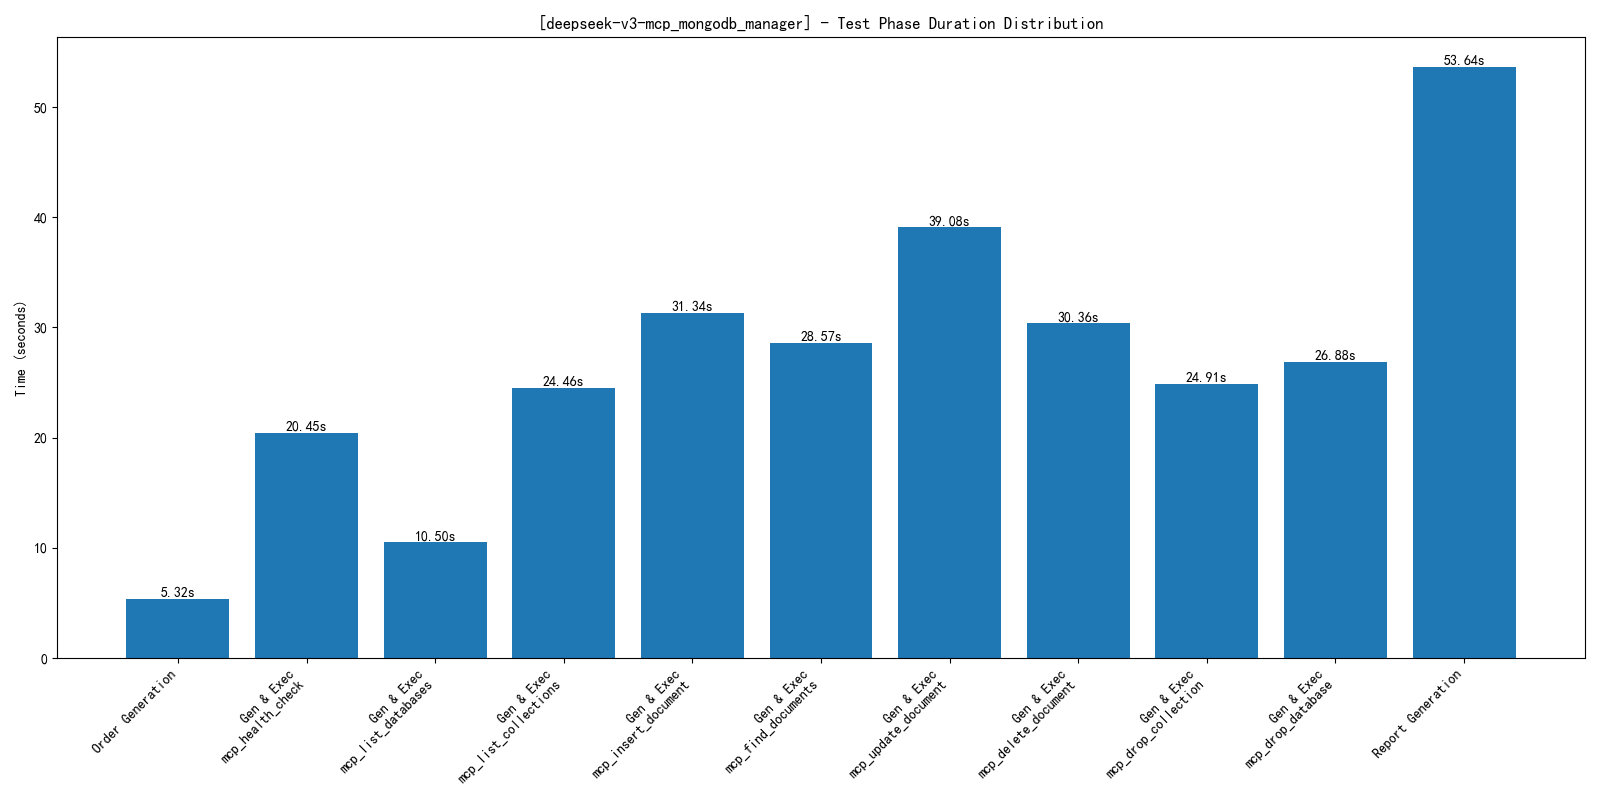 [deepseek-v3-mcp_mongodb_manager] - Test Phase Duration Distribution
Time (seconds)
50
40
30
20
10
0
5.32s
20.45s
10.50s
24.46s
31.34s
28.57s
39.08s
30.36s
24.91s
26.88s
53.64s
Order Generation
Gen & Exec
mcp_health_check
Gen & Exec
mcp_list_databases
Gen & Exec
mcp_list_collections
Gen & Exec
mcp_insert_document
Gen & Exec
mcp_find_documents
Gen & Exec
mcp_update_document
Gen & Exec
mcp_delete_document
Gen & Exec
mcp_drop_collection
Gen & Exec
mcp_drop_database
Report Generation